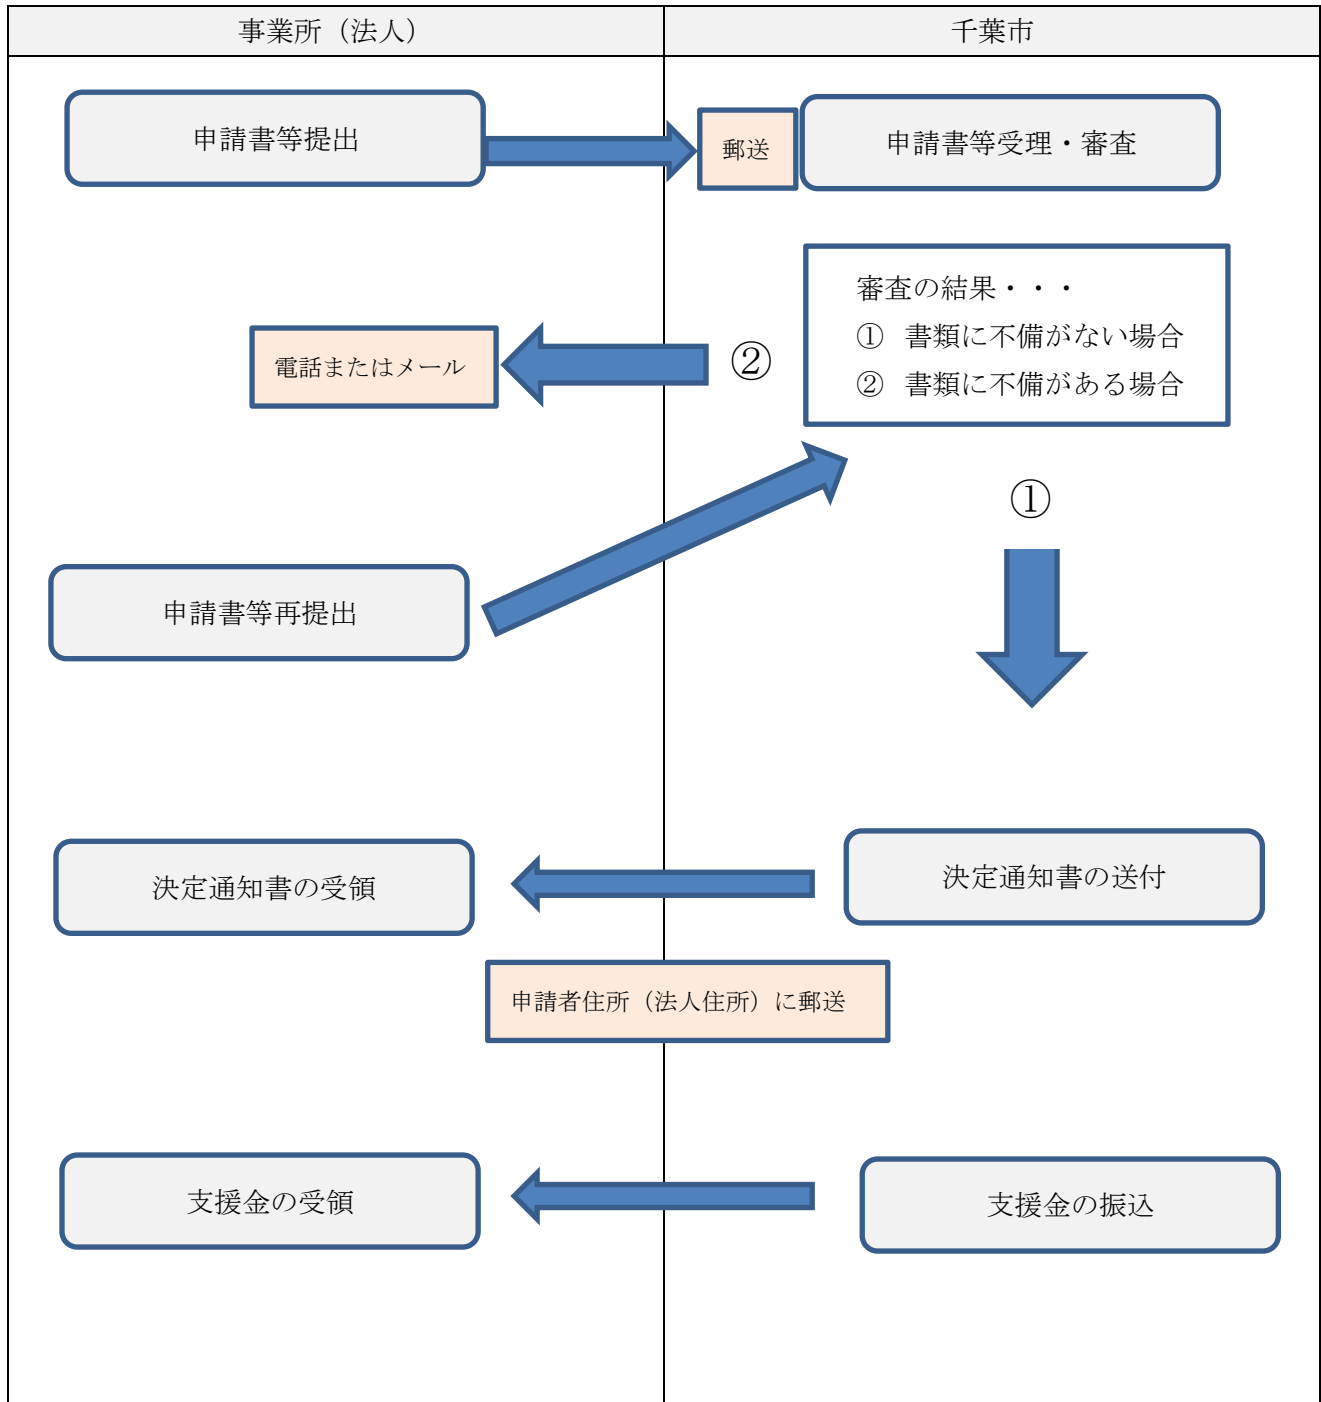 事業所（法人）
千葉市
申請書等提出
郵送
申請書等受理・審査
審査の結果・・・
① 書類に不備がない場合
② 書類に不備がある場合
②
電話またはメール
①
申請書等再提出
決定通知書の受領
決定通知書の送付
申請者住所（法人住所）に郵送
支援金の受領
支援金の振込